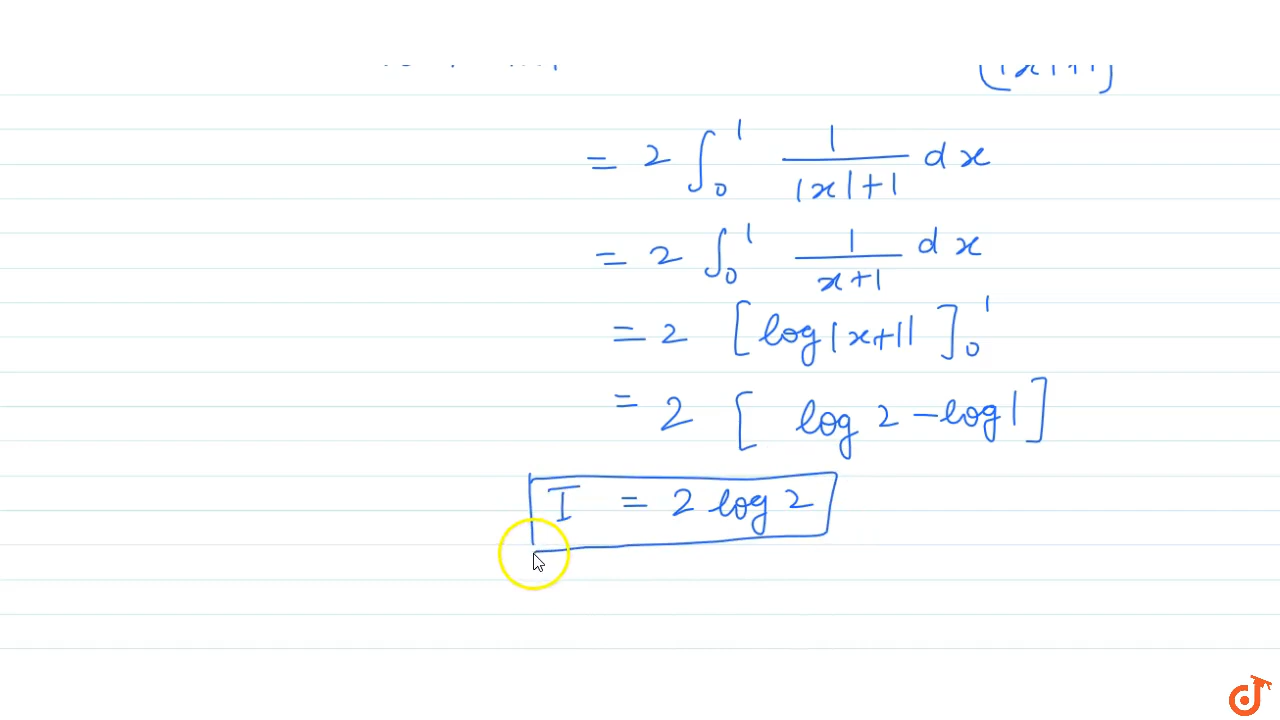 = 2 ∫₀¹ 1/(|x|+1) dx
= 2 ∫₀¹ 1/(x+1) dx
= 2 [log|x+1|]₀¹
= 2 [log 2 - log 1]
I = 2 log 2